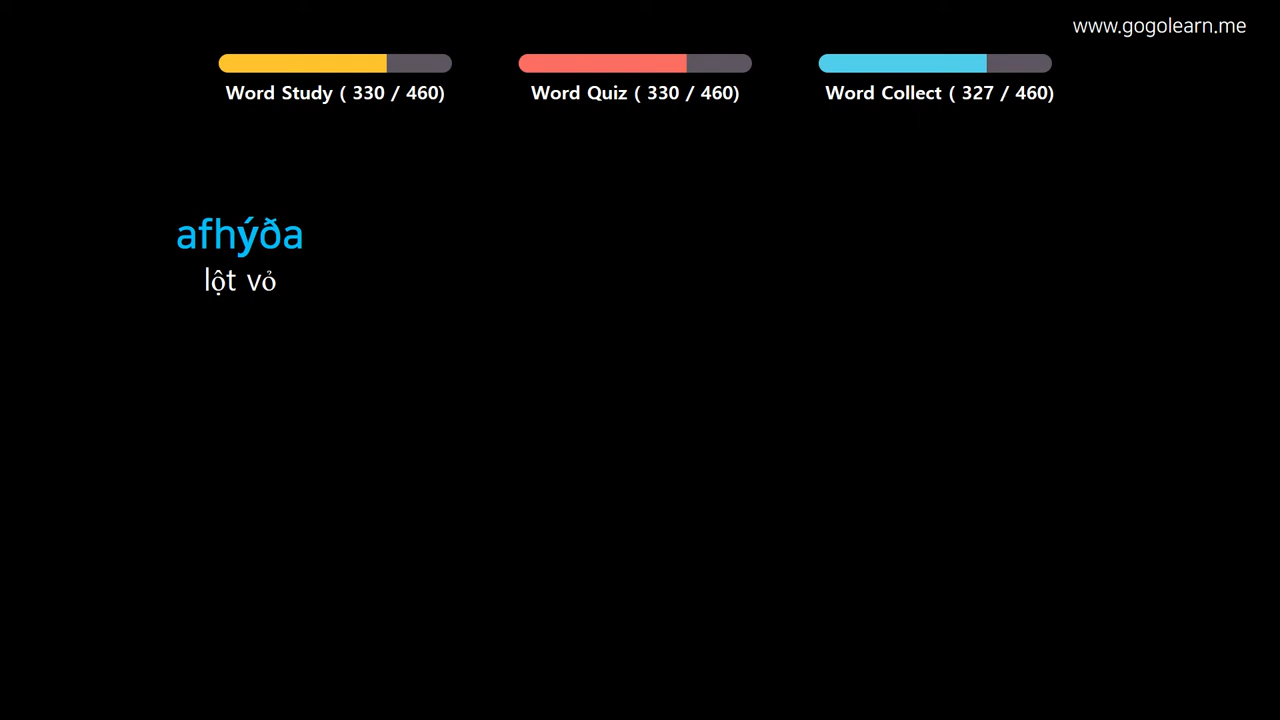 www.gogolearn.me
Word Study ( 330 / 460)
Word Quiz ( 330 / 460)
Word Collect ( 327 / 460)
afhýða
lột vỏ